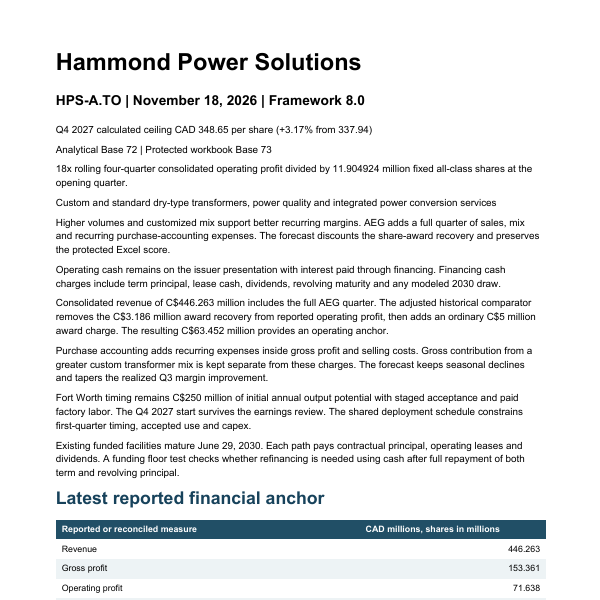 Hammond Power Solutions
HPS-A.TO | November 18, 2026 | Framework 8.0
Q4 2027 calculated ceiling CAD 348.65 per share (+3.17% from 337.94)
Analytical Base 72 | Protected workbook Base 73
18x rolling four-quarter consolidated operating profit divided by 11.904924 million fixed all-class shares at the
opening quarter.
Custom and standard dry-type transformers, power quality and integrated power conversion services
Higher volumes and customized mix support better recurring margins. AEG adds a full quarter of sales, mix
and recurring purchase-accounting expenses. The forecast discounts the share-award recovery and preserves
the protected Excel score.
Operating cash remains on the issuer presentation with interest paid through financing. Financing cash
charges include term principal, lease cash, dividends, revolving maturity and any modeled 2030 draw.
Consolidated revenue of C$446.263 million includes the full AEG quarter. The adjusted historical comparator
removes the C$3.186 million award recovery from reported operating profit, then adds an ordinary C$5 million
award charge. The resulting C$63.452 million provides an operating anchor.
Purchase accounting adds recurring expenses inside gross profit and selling costs. Gross contribution from a
greater custom transformer mix is kept separate from these charges. The forecast keeps seasonal declines
and tapers the realized Q3 margin improvement.
Fort Worth timing remains C$250 million of initial annual output potential with staged acceptance and paid
factory labor. The Q4 2027 start survives the earnings review. The shared deployment schedule constrains
first-quarter timing, accepted use and capex.
Existing funded facilities mature June 29, 2030. Each path pays contractual principal, operating leases and
dividends. A funding floor test checks whether refinancing is needed using cash after full repayment of both
term and revolving principal.
Latest reported financial anchor
Reported or reconciled measure CAD millions, shares in millions
Revenue 446.263
Gross profit 153.361
Operating profit 71.638